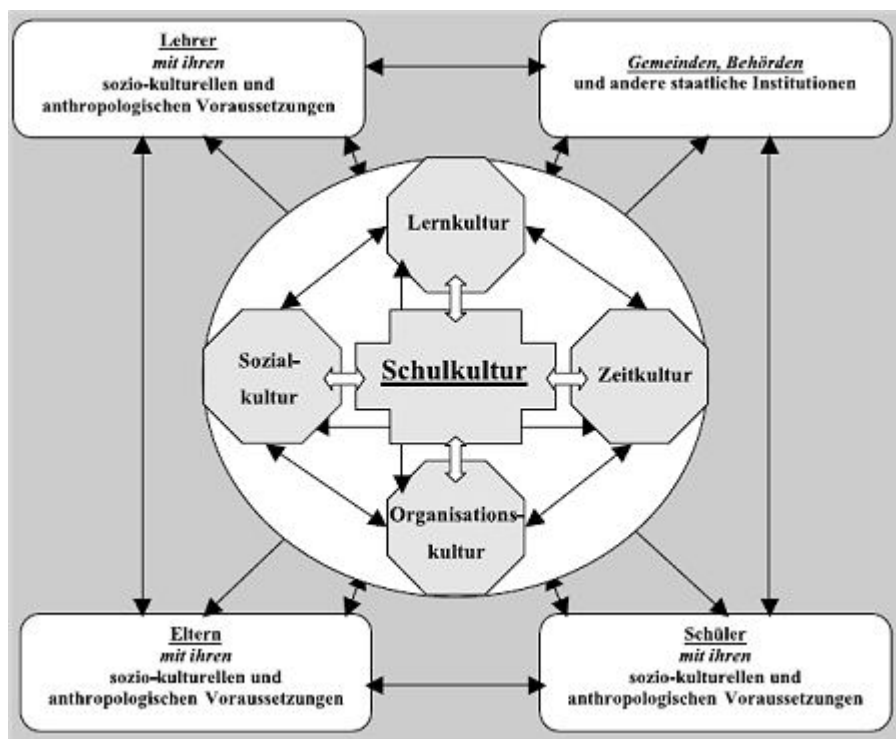 Lehrer
mit ihren
sozio-kulturellen und
anthropologischen Voraussetzungen
Gemeinden, Behörden
und andere staatliche Institutionen
Lernkultur
Sozial-
kultur
Schulkultur
Zeitkultur
Organisations-
kultur
Eltern
mit ihren
sozio-kulturellen und
anthropologischen Voraussetzungen
Schüler
mit ihren
sozio-kulturellen und
anthropologischen Voraussetzungen